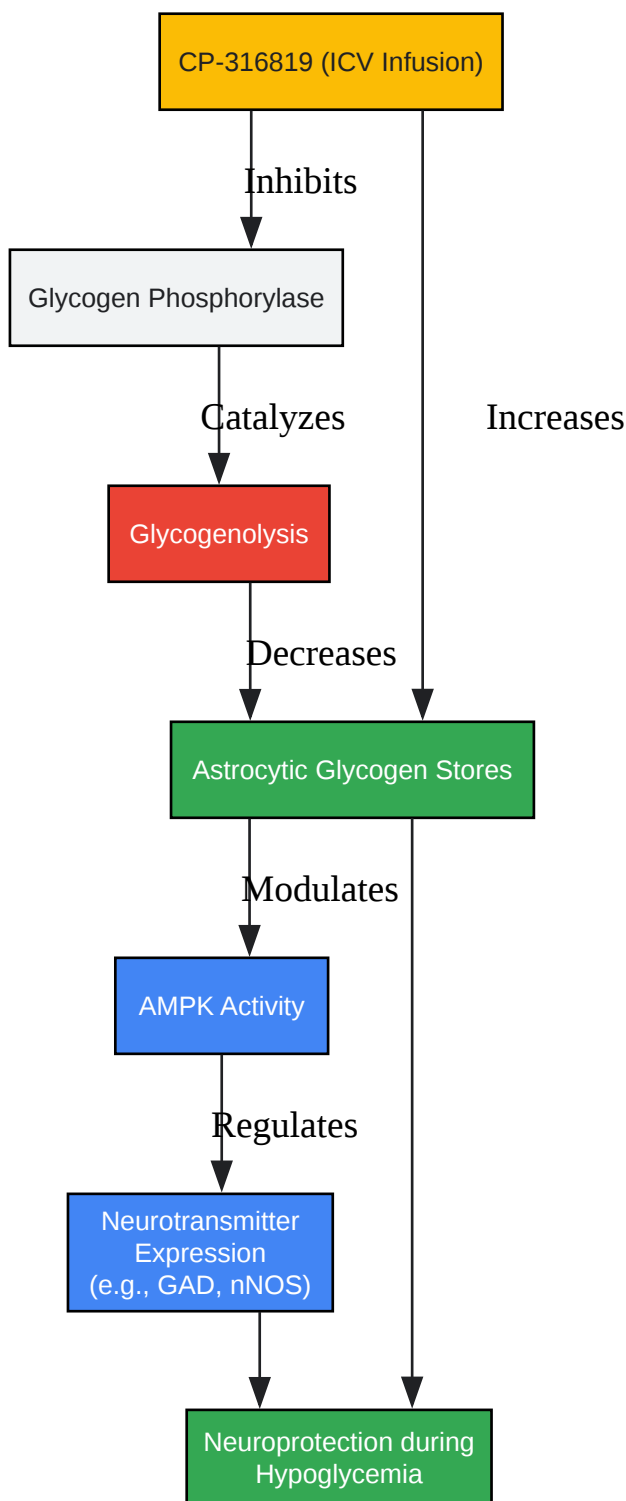 CP-316819 (ICV Infusion)
Inhibits
Glycogen Phosphorylase
Catalyzes
Increases
Glycogenolysis
Decreases
Astrocytic Glycogen Stores
Modulates
AMPK Activity
Regulates
Neurotransmitter
Expression
(e.g., GAD, nNOS)
Neuroprotection during
Hypoglycemia